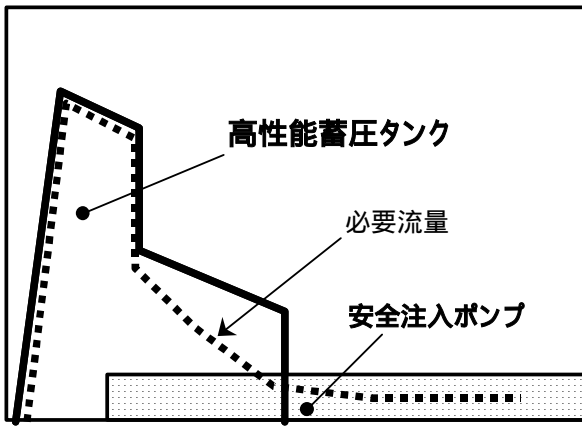 高性能蓄圧タンク
必要流量
安全注入ポンプ